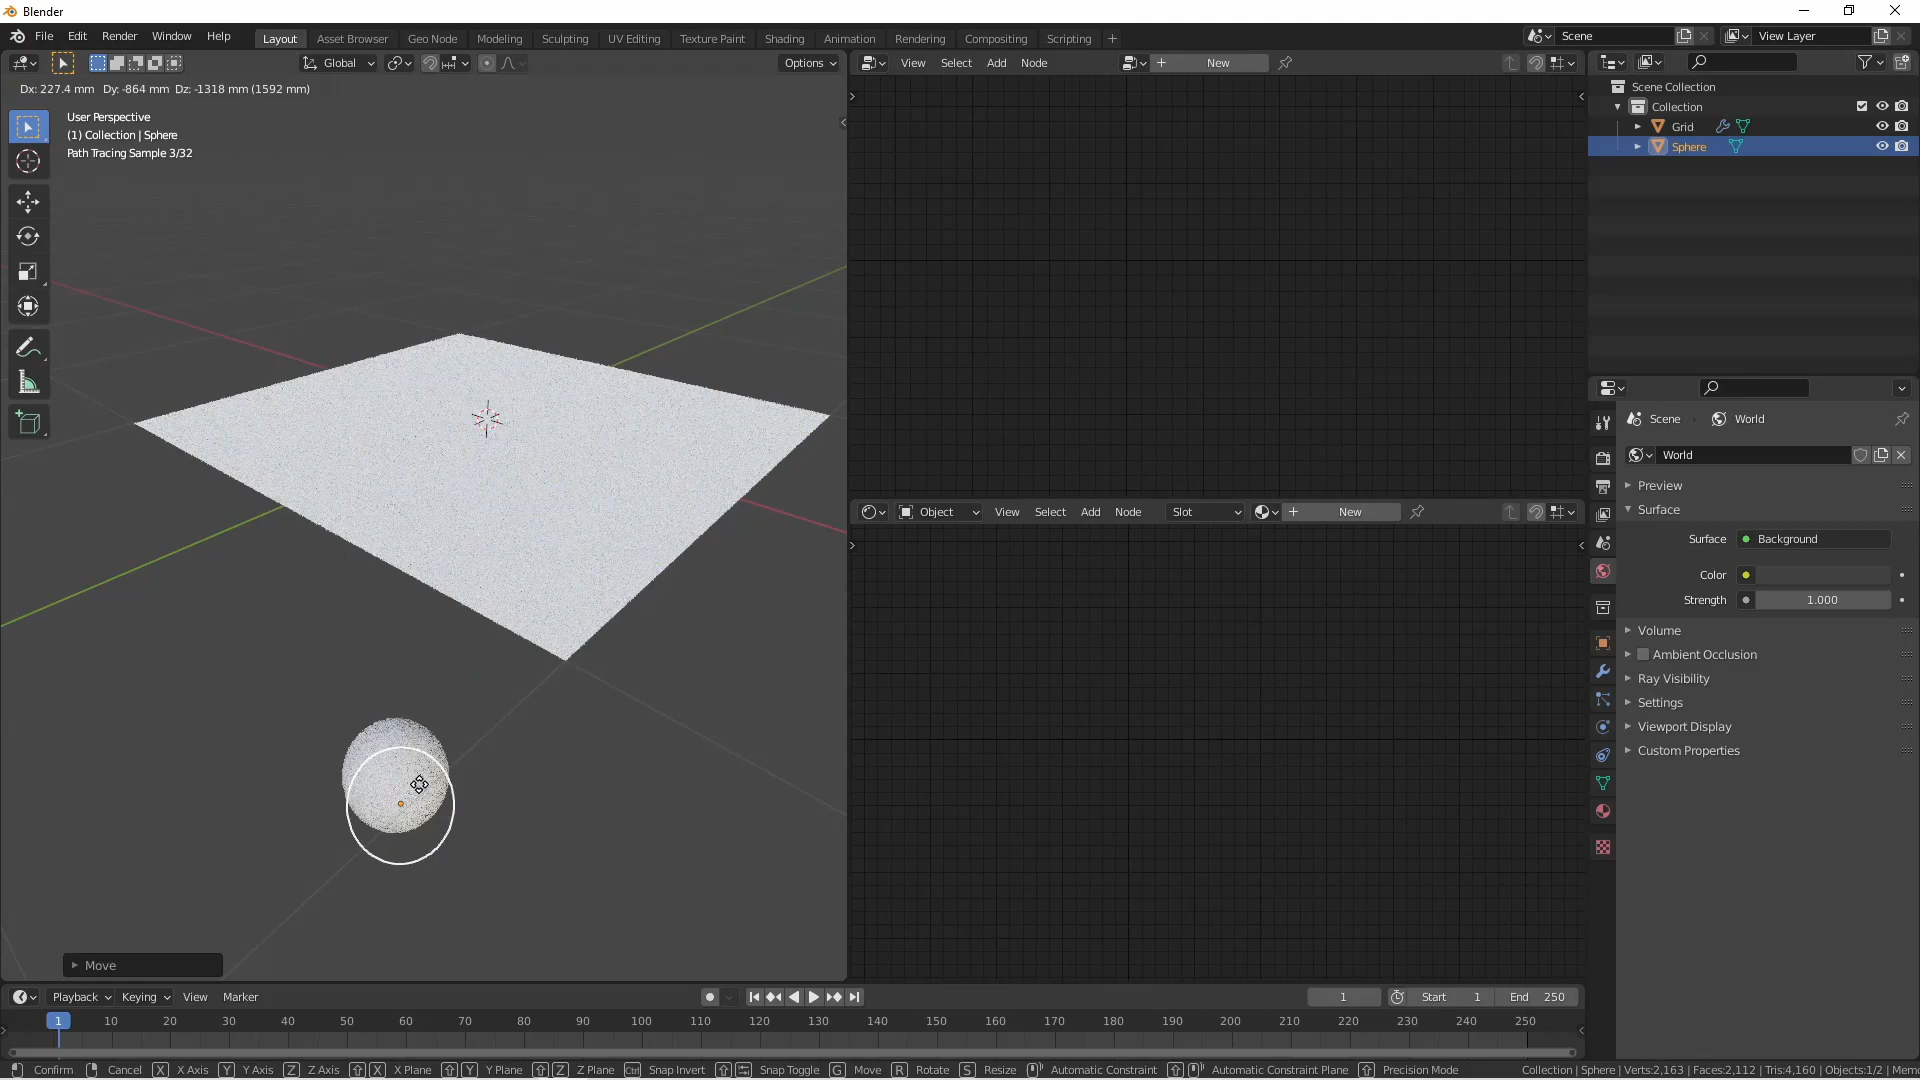 Blender
File Edit Render Window Help
Layout Asset Browser Geo Node Modeling Sculpting UV Editing Texture Paint Shading Animation Rendering Compositing Scripting
Scene View Layer
Global Options
View Select Add Node New
Dx: 227.4 mm Dy: -864 mm Dz: -1318 mm (1592 mm)
User Perspective
(1) Collection | Sphere
Path Tracing Sample 3/32
Scene Collection
Collection
Grid
Sphere
Scene World
World
Preview
Surface
Surface Background
Color
Strength 1.000
Volume
Ambient Occlusion
Ray Visibility
Settings
Viewport Display
Custom Properties
Object View Select Add Node Slot New
Move
Playback Keying View Marker 1 Start 1 End 250
1 10 20 30 40 50 60 70 80 90 100 110 120 130 140 150 160 170 180 190 200 210 220 230 240 250
Confirm Cancel X X Axis Y Y Axis Z Z Axis X X Plane Y Y Plane Z Z Plane Ctrl Snap Invert Snap Toggle G Move R Rotate S Resize Automatic Constraint Automatic Constraint Plane Precision Mode Collection | Sphere | Verts:2,163 | Faces:2,112 | Tris:4,160 | Objects:1/2 | Mem